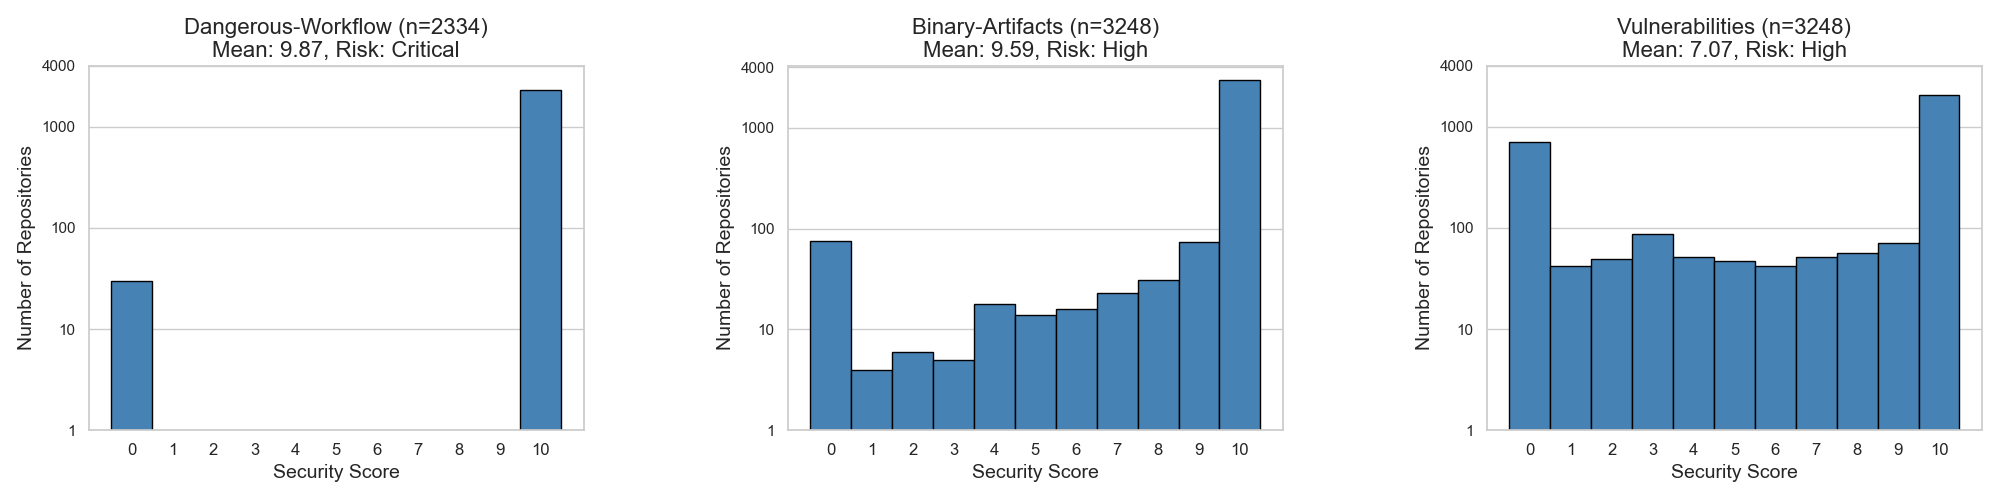 Dangerous-Workflow (n=2334)
Mean: 9.87, Risk: Critical
4000
1000
100
10
1
Number of Repositories
0 1 2 3 4 5 6 7 8 9 10
Security Score
Binary-Artifacts (n=3248)
Mean: 9.59, Risk: High
4000
1000
100
10
1
Number of Repositories
0 1 2 3 4 5 6 7 8 9 10
Security Score
Vulnerabilities (n=3248)
Mean: 7.07, Risk: High
4000
1000
100
10
1
Number of Repositories
0 1 2 3 4 5 6 7 8 9 10
Security Score